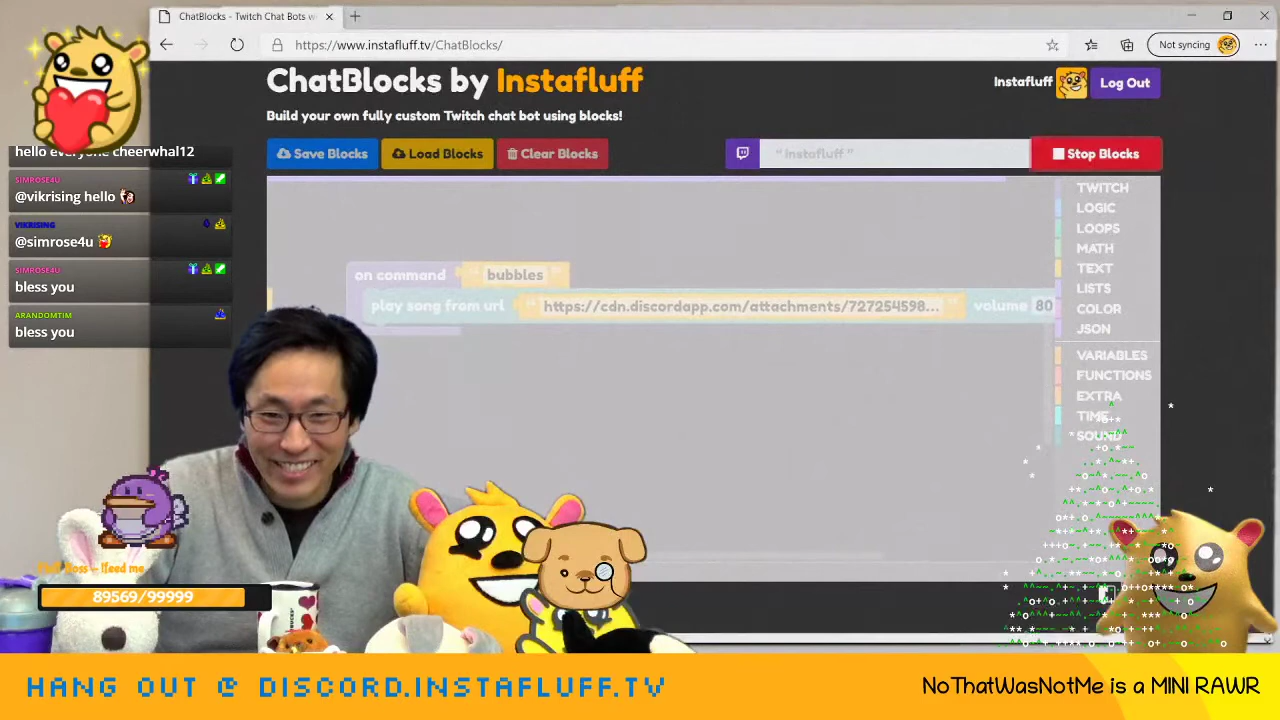 ChatBlocks - Twitch Chat Bots w
https://www.instafluff.tv/ChatBlocks/
Not syncing
ChatBlocks by Instafluff
Instafluff
Log Out
Build your own fully custom Twitch chat bot using blocks!
Save Blocks
Load Blocks
Clear Blocks
" Instafluff "
Stop Blocks
hello everyone cheerwhal12
SIMROSE4U
@vikrising hello
VIKRISING
@simrose4u
SIMROSE4U
bless you
ARANDOMTIM
bless you
on command " bubbles "
play song from url " https://cdn.discordapp.com/attachments/727254598... " volume 80
TWITCH
LOGIC
LOOPS
MATH
TEXT
LISTS
COLOR
JSON
VARIABLES
FUNCTIONS
EXTRA
TIME
SOUND
Fluff Boss - !feed me
89569/99999
HANG OUT @ DISCORD.INSTAFLUFF.TV
NoThatWasNotMe is a MINI RAWR